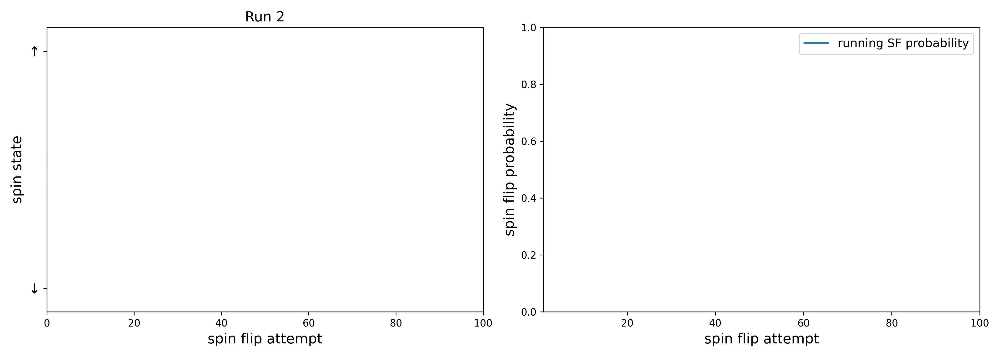 Run 2
↑
↓
spin state
0 20 40 60 80 100
spin flip attempt
1.0
0.8
0.6
0.4
0.2
0.0
spin flip probability
running SF probability
20 40 60 80 100
spin flip attempt